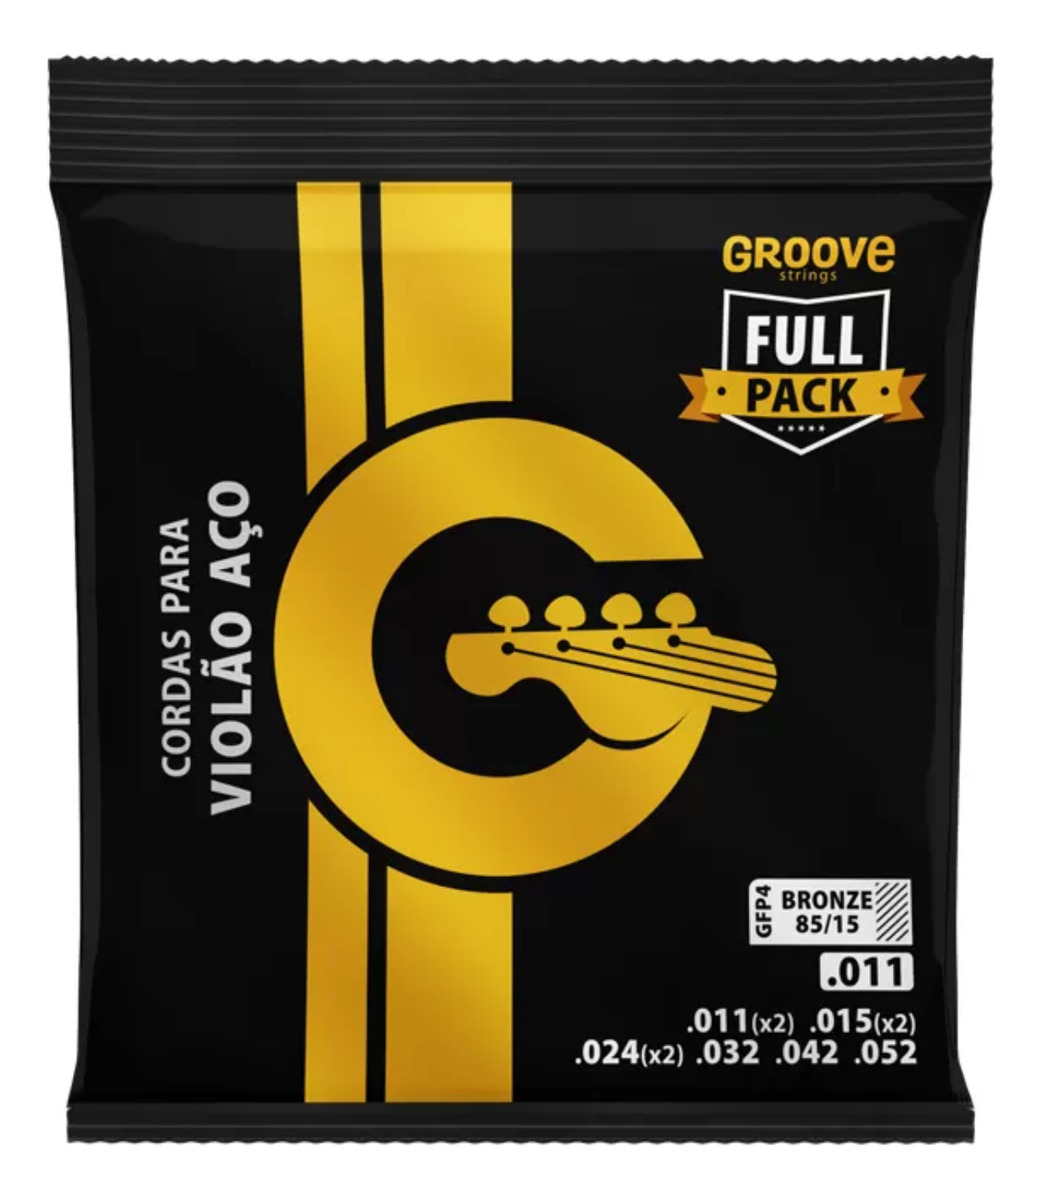 GROOVE
strings
FULL
PACK
CORDAS PARA
VIOLÃO AÇO
GFP4
BRONZE
85/15
.011
.011(x2) .015(x2)
.024(x2) .032 .042 .052